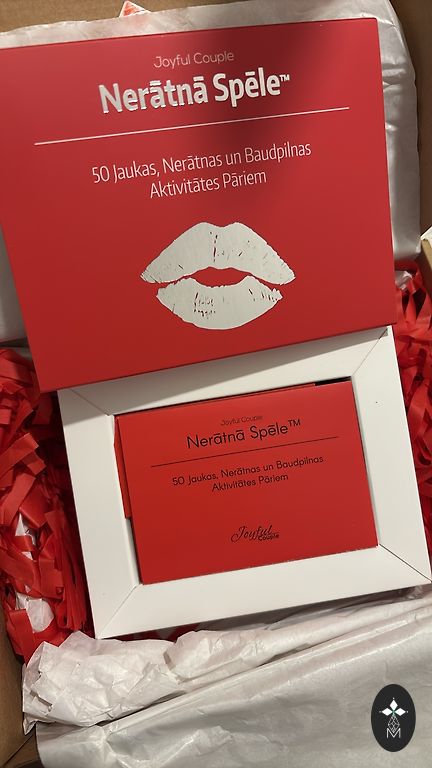 Joyful Couple
Nerātnā Spēle™
50 Jaukas, Nerātnas un Baudpilnas
Aktivitātes Pāriem
Joyful Couple
Nerātnā Spēle™
50 Jaukas, Nerātnas un Baudpilnas
Aktivitātes Pāriem
Joyful
Couple
M